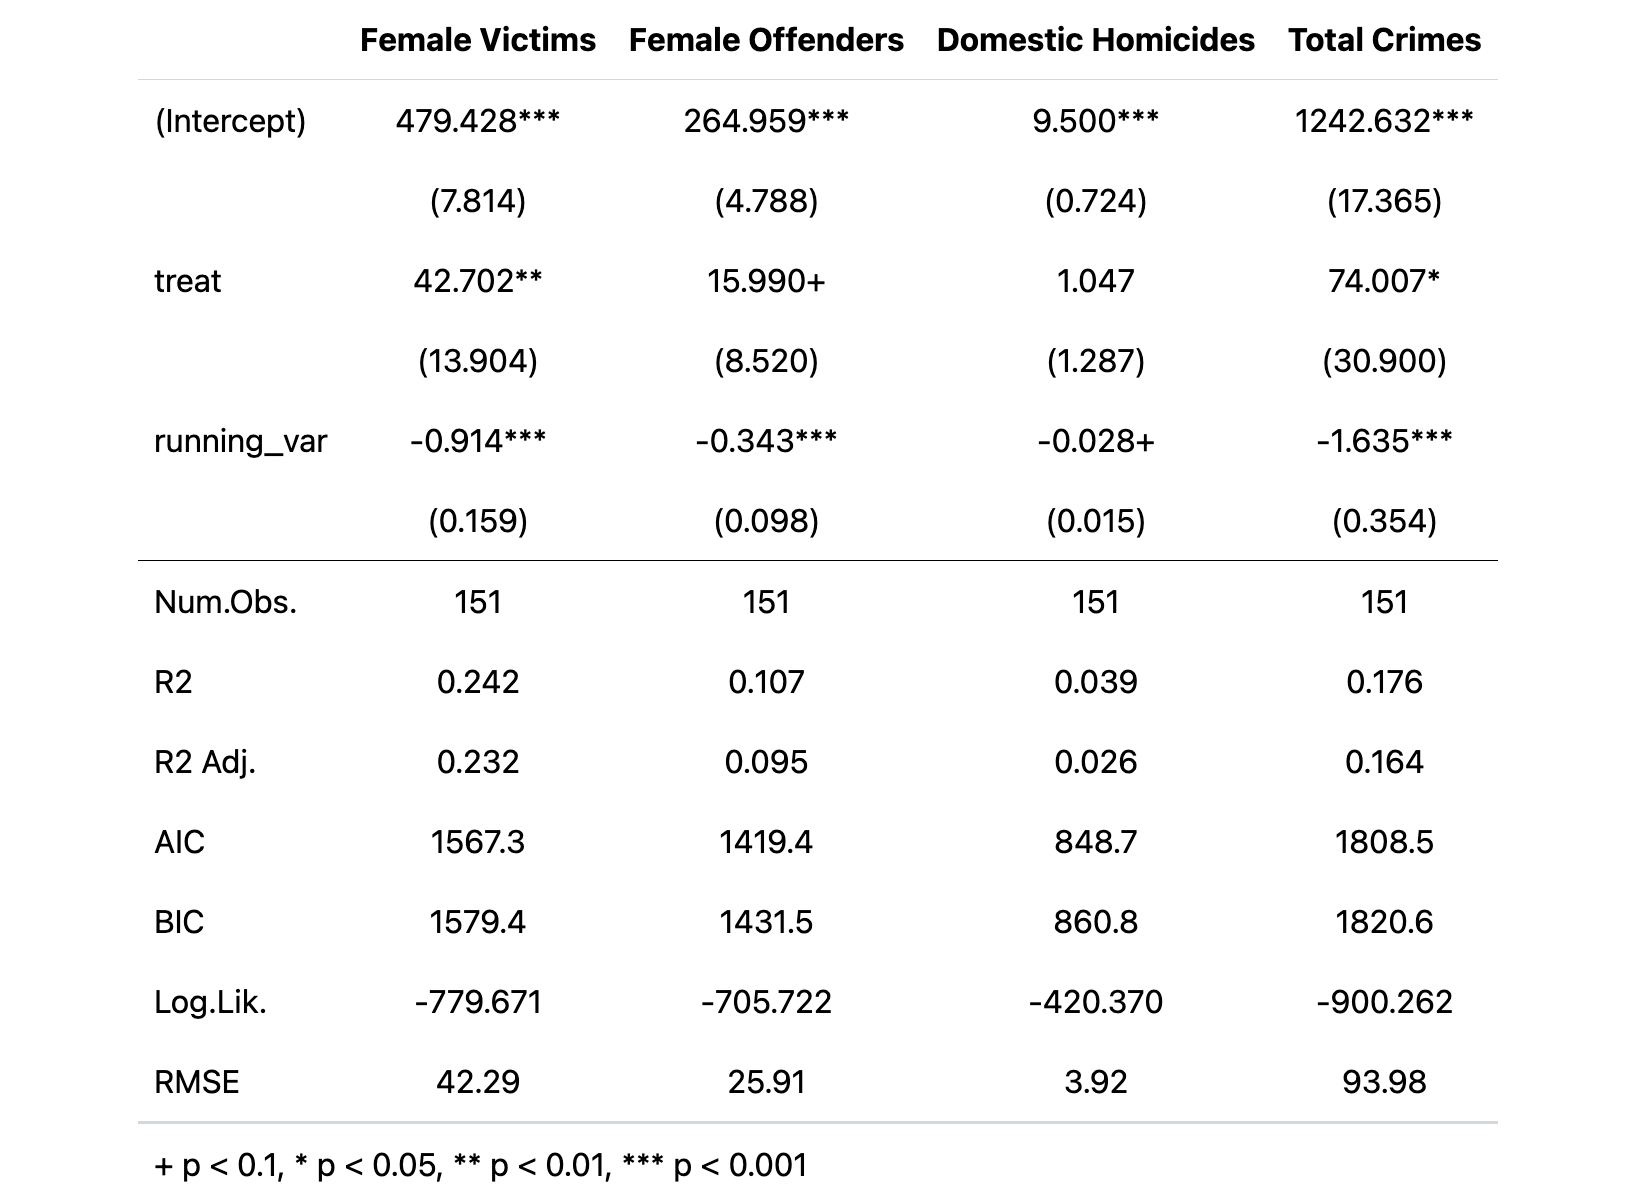 Female Victims Female Offenders Domestic Homicides Total Crimes
(Intercept) 479.428*** 264.959*** 9.500*** 1242.632***
(7.814) (4.788) (0.724) (17.365)
treat 42.702** 15.990+ 1.047 74.007*
(13.904) (8.520) (1.287) (30.900)
running_var -0.914*** -0.343*** -0.028+ -1.635***
(0.159) (0.098) (0.015) (0.354)
Num.Obs. 151 151 151 151
R2 0.242 0.107 0.039 0.176
R2 Adj. 0.232 0.095 0.026 0.164
AIC 1567.3 1419.4 848.7 1808.5
BIC 1579.4 1431.5 860.8 1820.6
Log.Lik. -779.671 -705.722 -420.370 -900.262
RMSE 42.29 25.91 3.92 93.98
+ p < 0.1, * p < 0.05, ** p < 0.01, *** p < 0.001